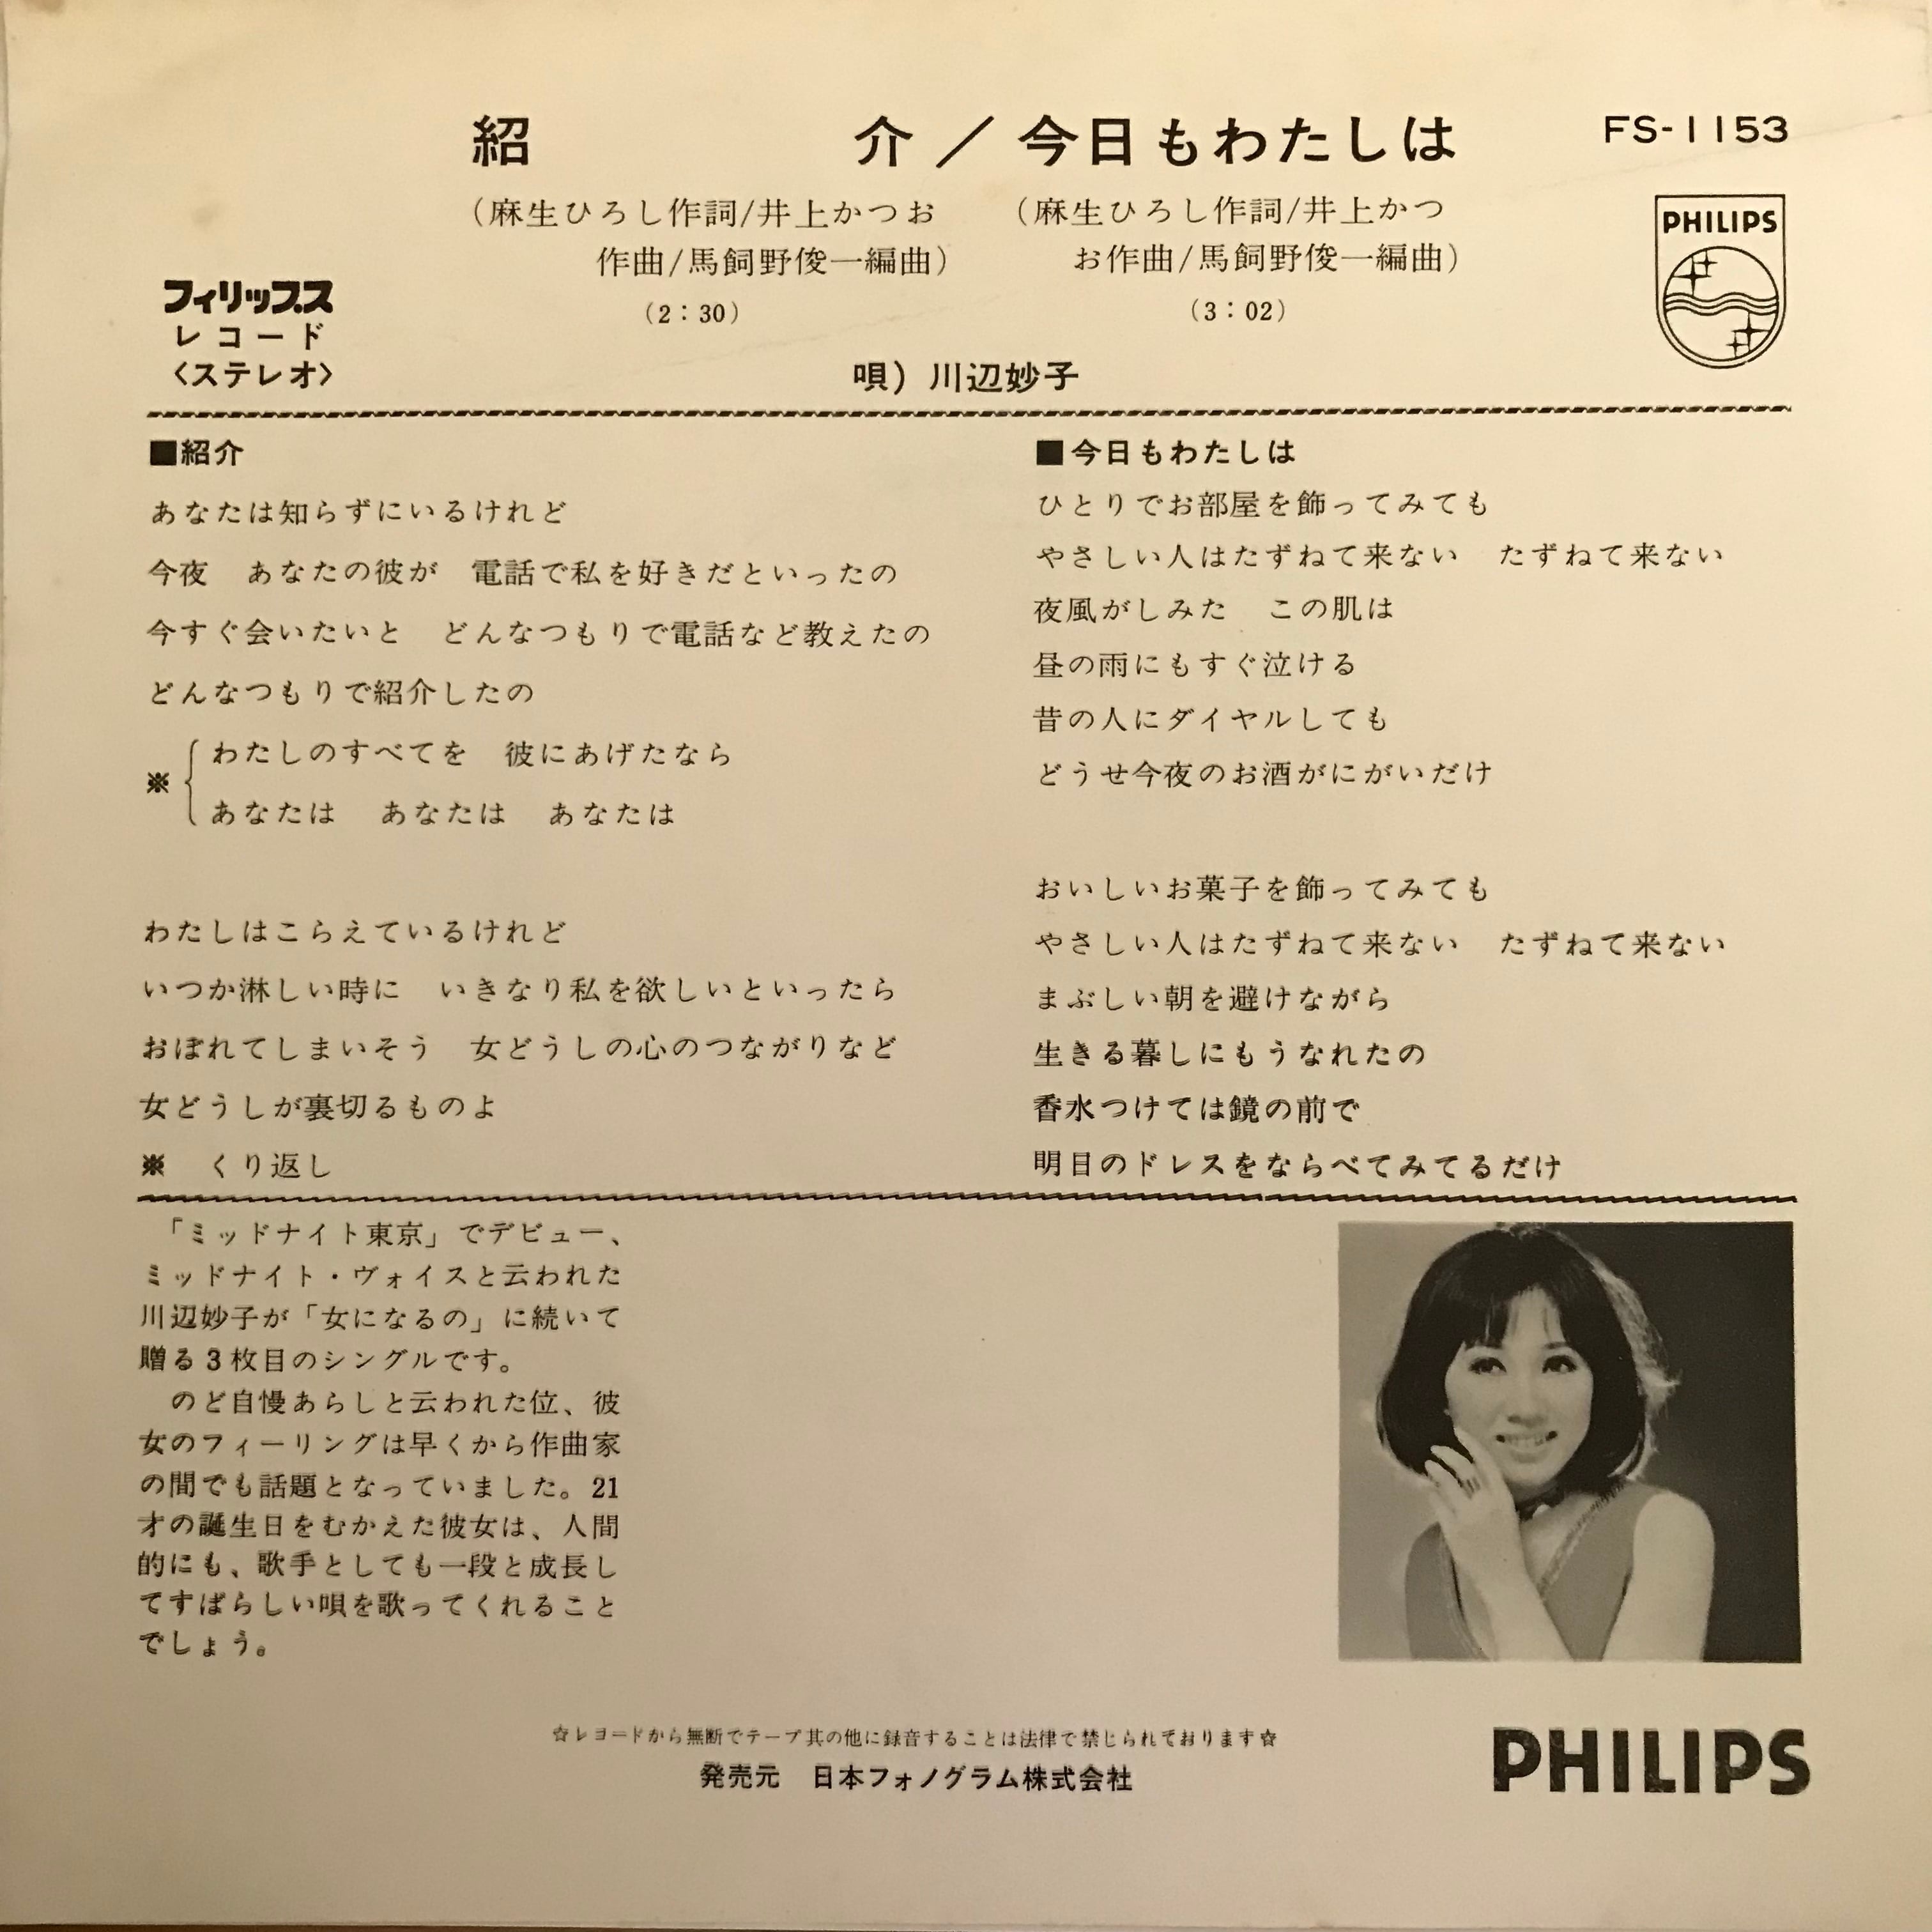 紹介／今日もわたしは
FS-1153
（麻生ひろし作詞/井上かつお
作曲/馬飼野俊一編曲）
（2：30）
（麻生ひろし作詞/井上かつ
お作曲/馬飼野俊一編曲）
（3：02）
PHILIPS
フィリップス
レコード
〈ステレオ〉
唄）川辺妙子
■紹介
あなたは知らずにいるけれど
今夜　あなたの彼が　電話で私を好きだといったの
今すぐ会いたいと　どんなつもりで電話など教えたの
どんなつもりで紹介したの
※
わたしのすべてを　彼にあげたなら
あなたは　あなたは　あなたは
わたしはこらえているけれど
いつか淋しい時に　いきなり私を欲しいといったら
おぼれてしまいそう　女どうしの心のつながりなど
女どうしが裏切るものよ
※　くり返し
■今日もわたしは
ひとりでお部屋を飾ってみても
やさしい人はたずねて来ない　たずねて来ない
夜風がしみた　この肌は
昼の雨にもすぐ泣ける
昔の人にダイヤルしても
どうせ今夜のお酒がにがいだけ
おいしいお菓子を飾ってみても
やさしい人はたずねて来ない　たずねて来ない
まぶしい朝を避けながら
生きる暮しにもうなれたの
香水つけては鏡の前で
明日のドレスをならべてみてるだけ
「ミッドナイト東京」でデビュー、
ミッドナイト・ヴォイスと云われた
川辺妙子が「女になるの」に続いて
贈る3枚目のシングルです。
のど自慢あらしと云われた位、彼
女のフィーリングは早くから作曲家
の間でも話題となっていました。21
才の誕生日をむかえた彼女は、人間
的にも、歌手としても一段と成長し
てすばらしい唄を歌ってくれること
でしょう。
☆レコードから無断でテープ其の他に録音することは法律で禁じられております☆
発売元　日本フォノグラム株式会社
PHILIPS